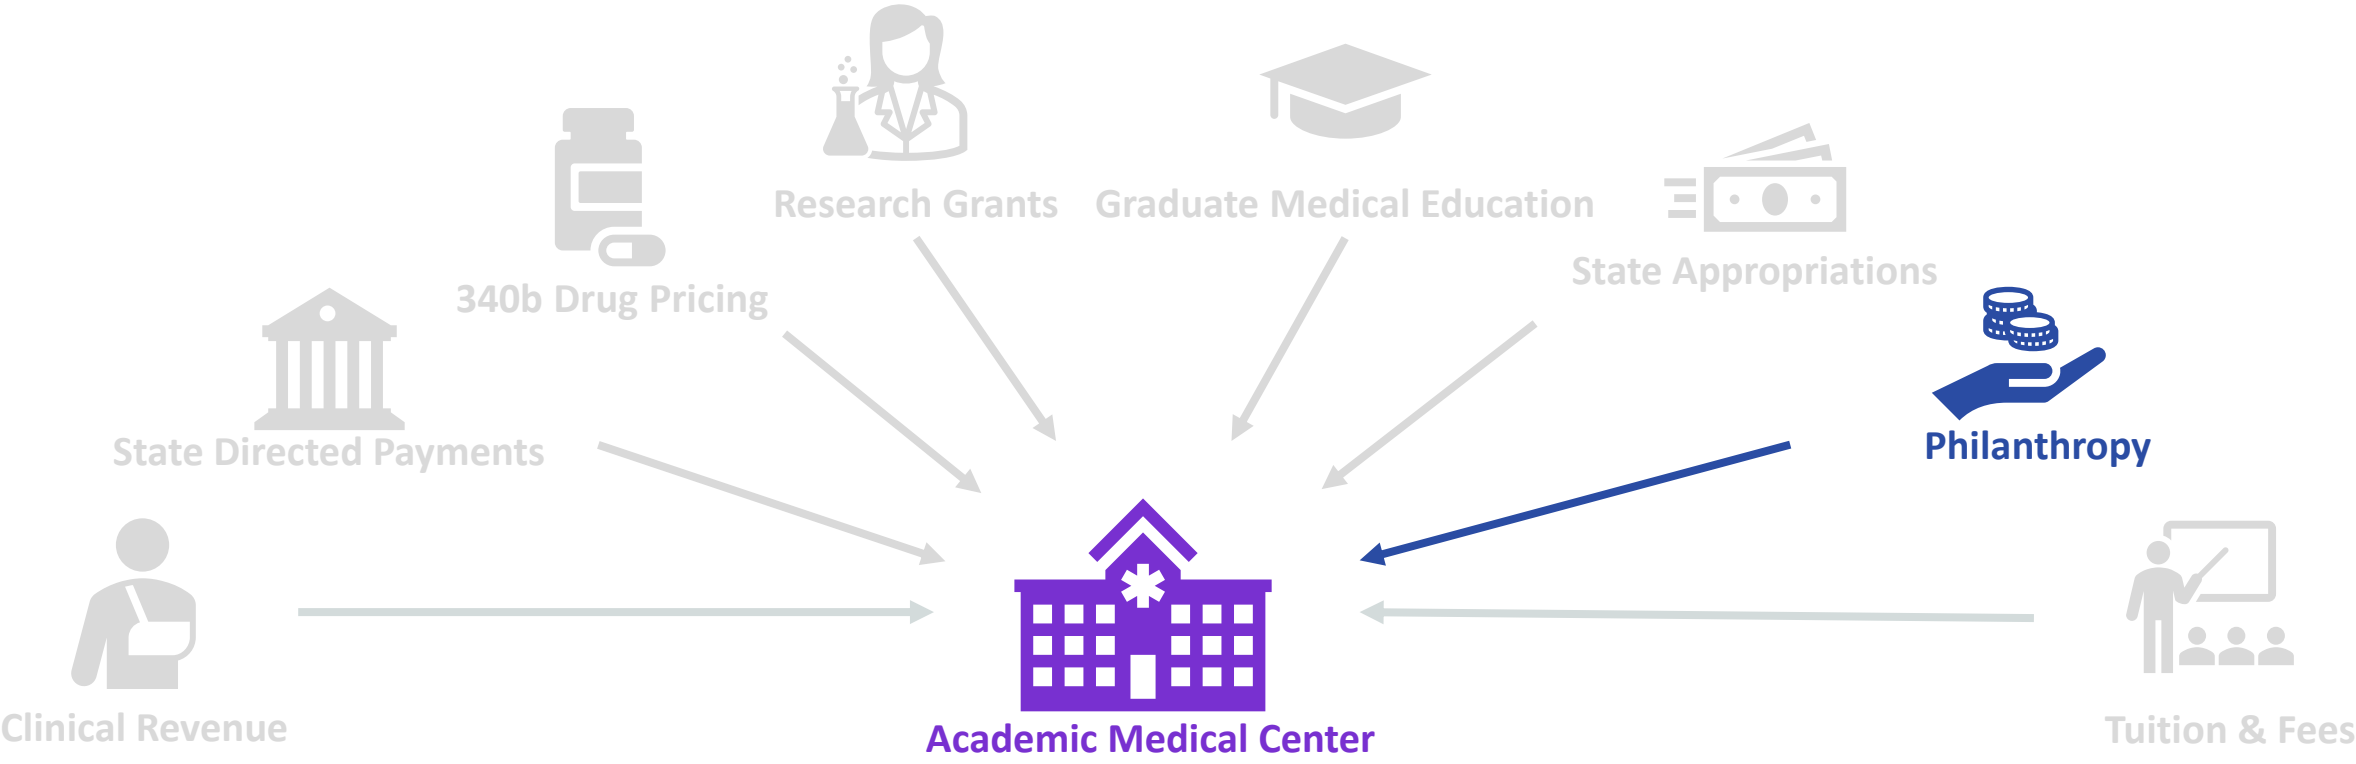 Research Grants
Graduate Medical Education
State Appropriations
340b Drug Pricing
State Directed Payments
Philanthropy
Clinical Revenue
Academic Medical Center
Tuition & Fees